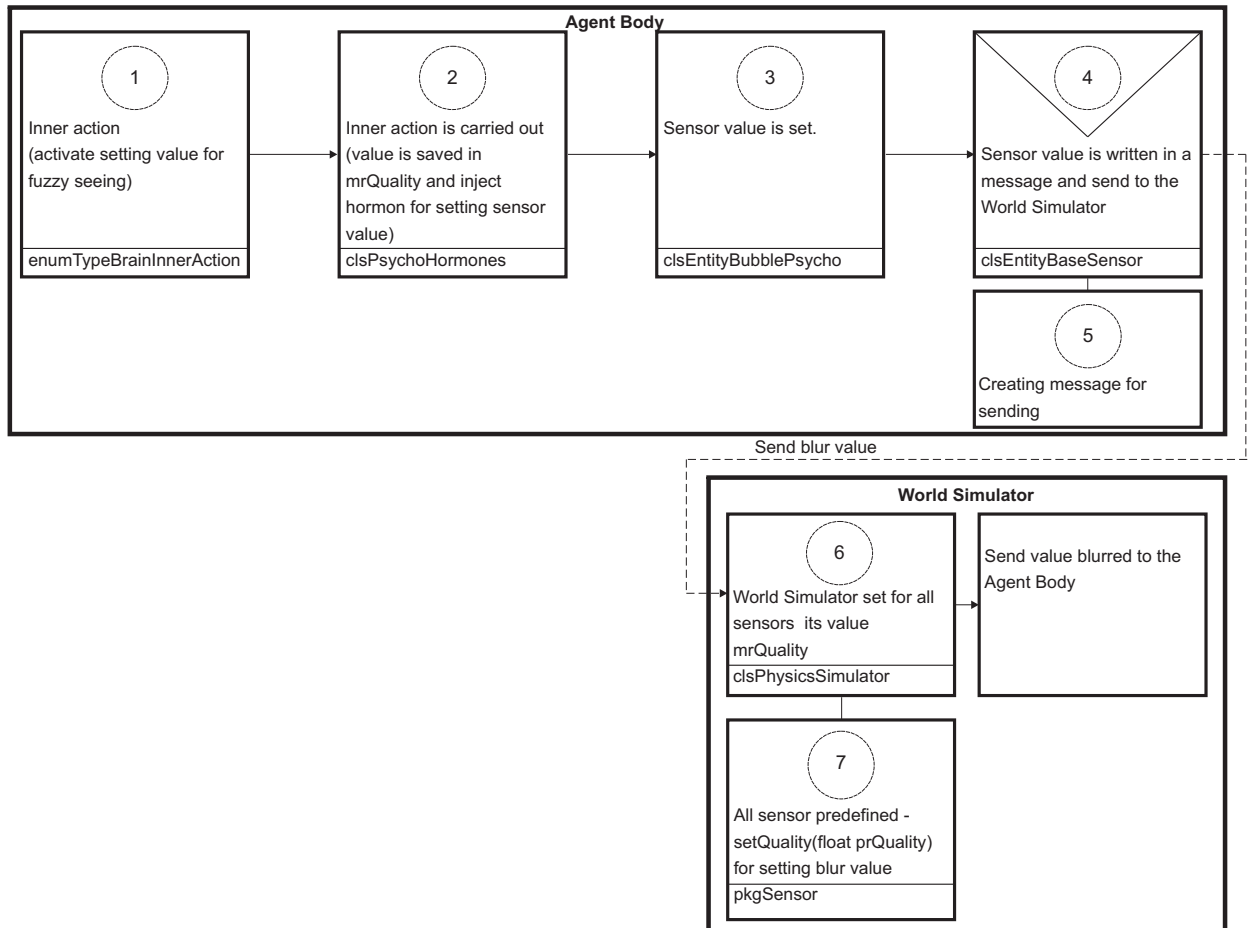 Agent Body
1
Inner action
(activate setting value for
fuzzy seeing)
enumTypeBrainInnerAction
2
Inner action is carried out
(value is saved in
mrQuality and inject
hormon for setting sensor
value)
clsPsychoHormones
3
Sensor value is set.
clsEntityBubblePsycho
4
Sensor value is written in a
message and send to the
World Simulator
clsEntityBaseSensor
5
Creating message for
sending
Send blur value
World Simulator
6
World Simulator set for all
sensors its value
mrQuality
clsPhysicsSimulator
Send value blurred to the
Agent Body
7
All sensor predefined -
setQuality(float prQuality)
for setting blur value
pkgSensor